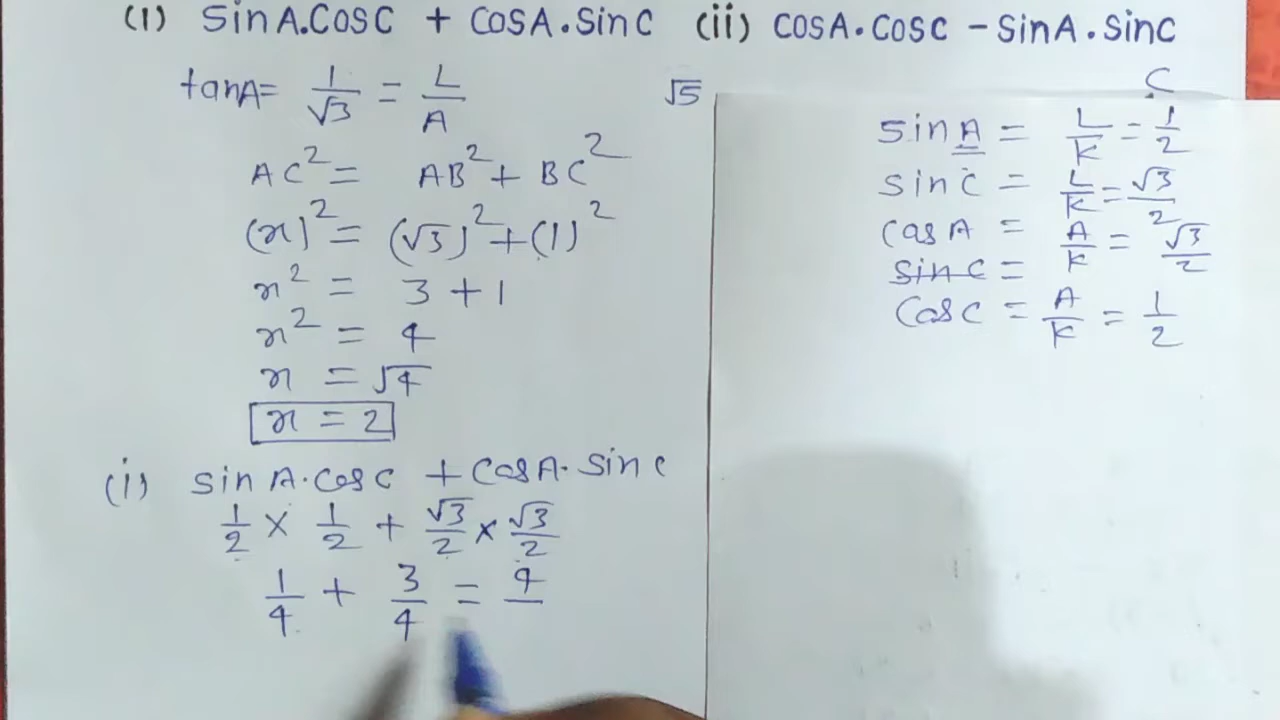 (i) sinA.cosC + cosA.sinC (ii) cosA.cosC - sinA.sinC
tanA = 1/√3 = L/A
AC² = AB² + BC²
(x)² = (√3)² + (1)²
x² = 3 + 1
x² = 4
x = √4
x = 2
(i) sinA.cosC + cosA.sinC
1/2 × 1/2 + √3/2 × √3/2
1/4 + 3/4 = 4/
√5
C
sinA = L/K = 1/2
sinC = L/K = √3/2
cosA = A/K = √3/2
sinC =
cosC = A/K = 1/2